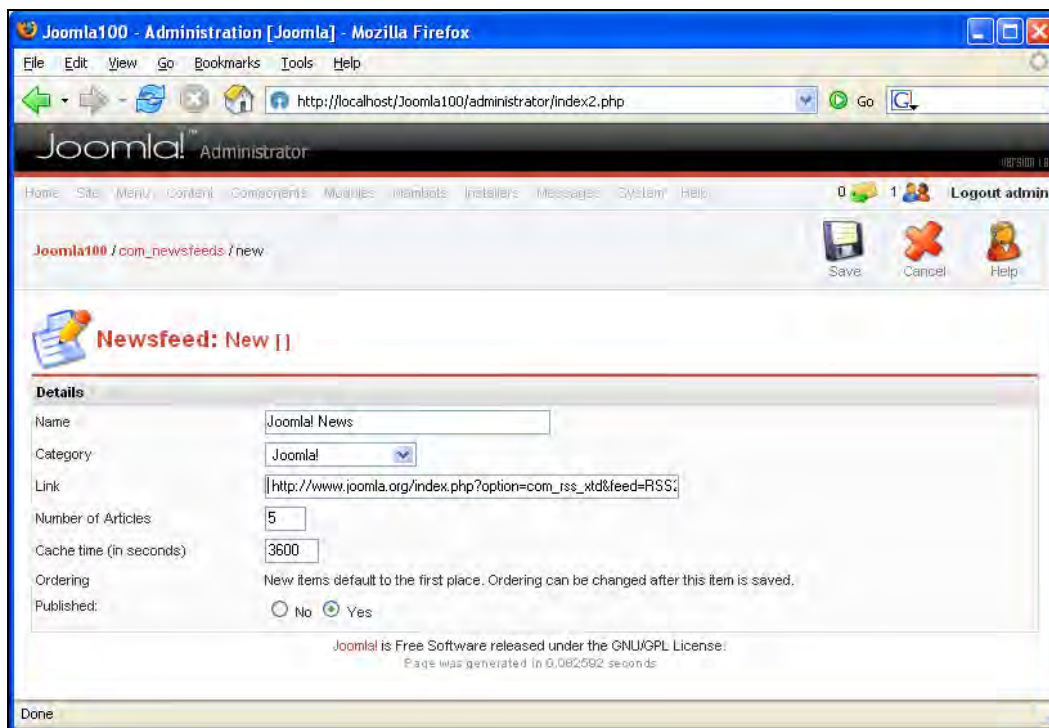 Joomla100 - Administration [Joomla] - Mozilla Firefox
File Edit View Go Bookmarks Tools Help
http://localhost/Joomla100/administrator/index2.php Go G
Joomla!™ Administrator
version 1.0
Home Site Menu Content Components Modules Mambots Installers Messages System Help 0 1 Logout admin
Joomla100 / com_newsfeeds / new
Save Cancel Help
Newsfeed: New [ ]
Details
Name Joomla! News
Category Joomla!
Link http://www.joomla.org/index.php?option=com_rss_xtd&feed=RSS2
Number of Articles 5
Cache time (in seconds) 3600
Ordering New items default to the first place. Ordering can be changed after this item is saved.
Published: No Yes
Joomla! is Free Software released under the GNU/GPL License.
Page was generated in 0.082592 seconds
Done